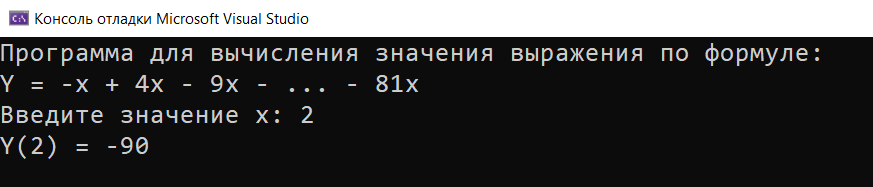 Консоль отладки Microsoft Visual Studio
Программа для вычисления значения выражения по формуле:
Y = -x + 4x - 9x - ... - 81x
Введите значение x: 2
Y(2) = -90